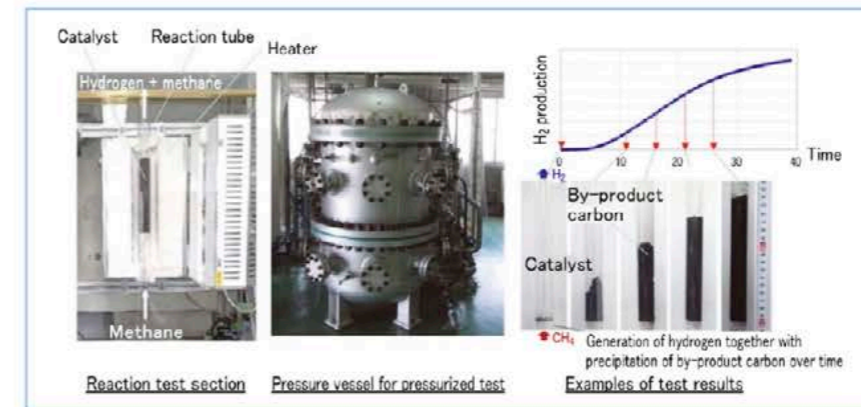 Catalyst
Reaction tube
Heater
Hydrogen + methane
Methane
Reaction test section
Pressure vessel for pressurized test
H₂ production
0
10
20
30
40
Time
H₂
By-product
carbon
Catalyst
CH₄
Generation of hydrogen together with
precipitation of by-product carbon over time
Examples of test results